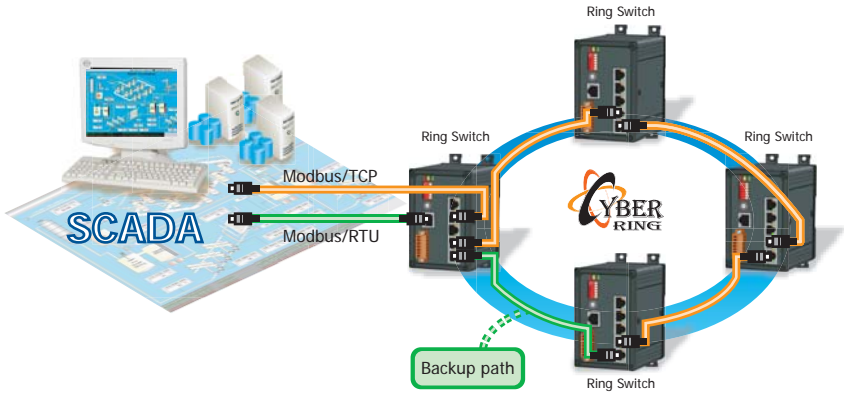 Ring Switch
Ring Switch
Ring Switch
Modbus/TCP
SCADA
Modbus/RTU
CYBER
RING
Backup path
Ring Switch